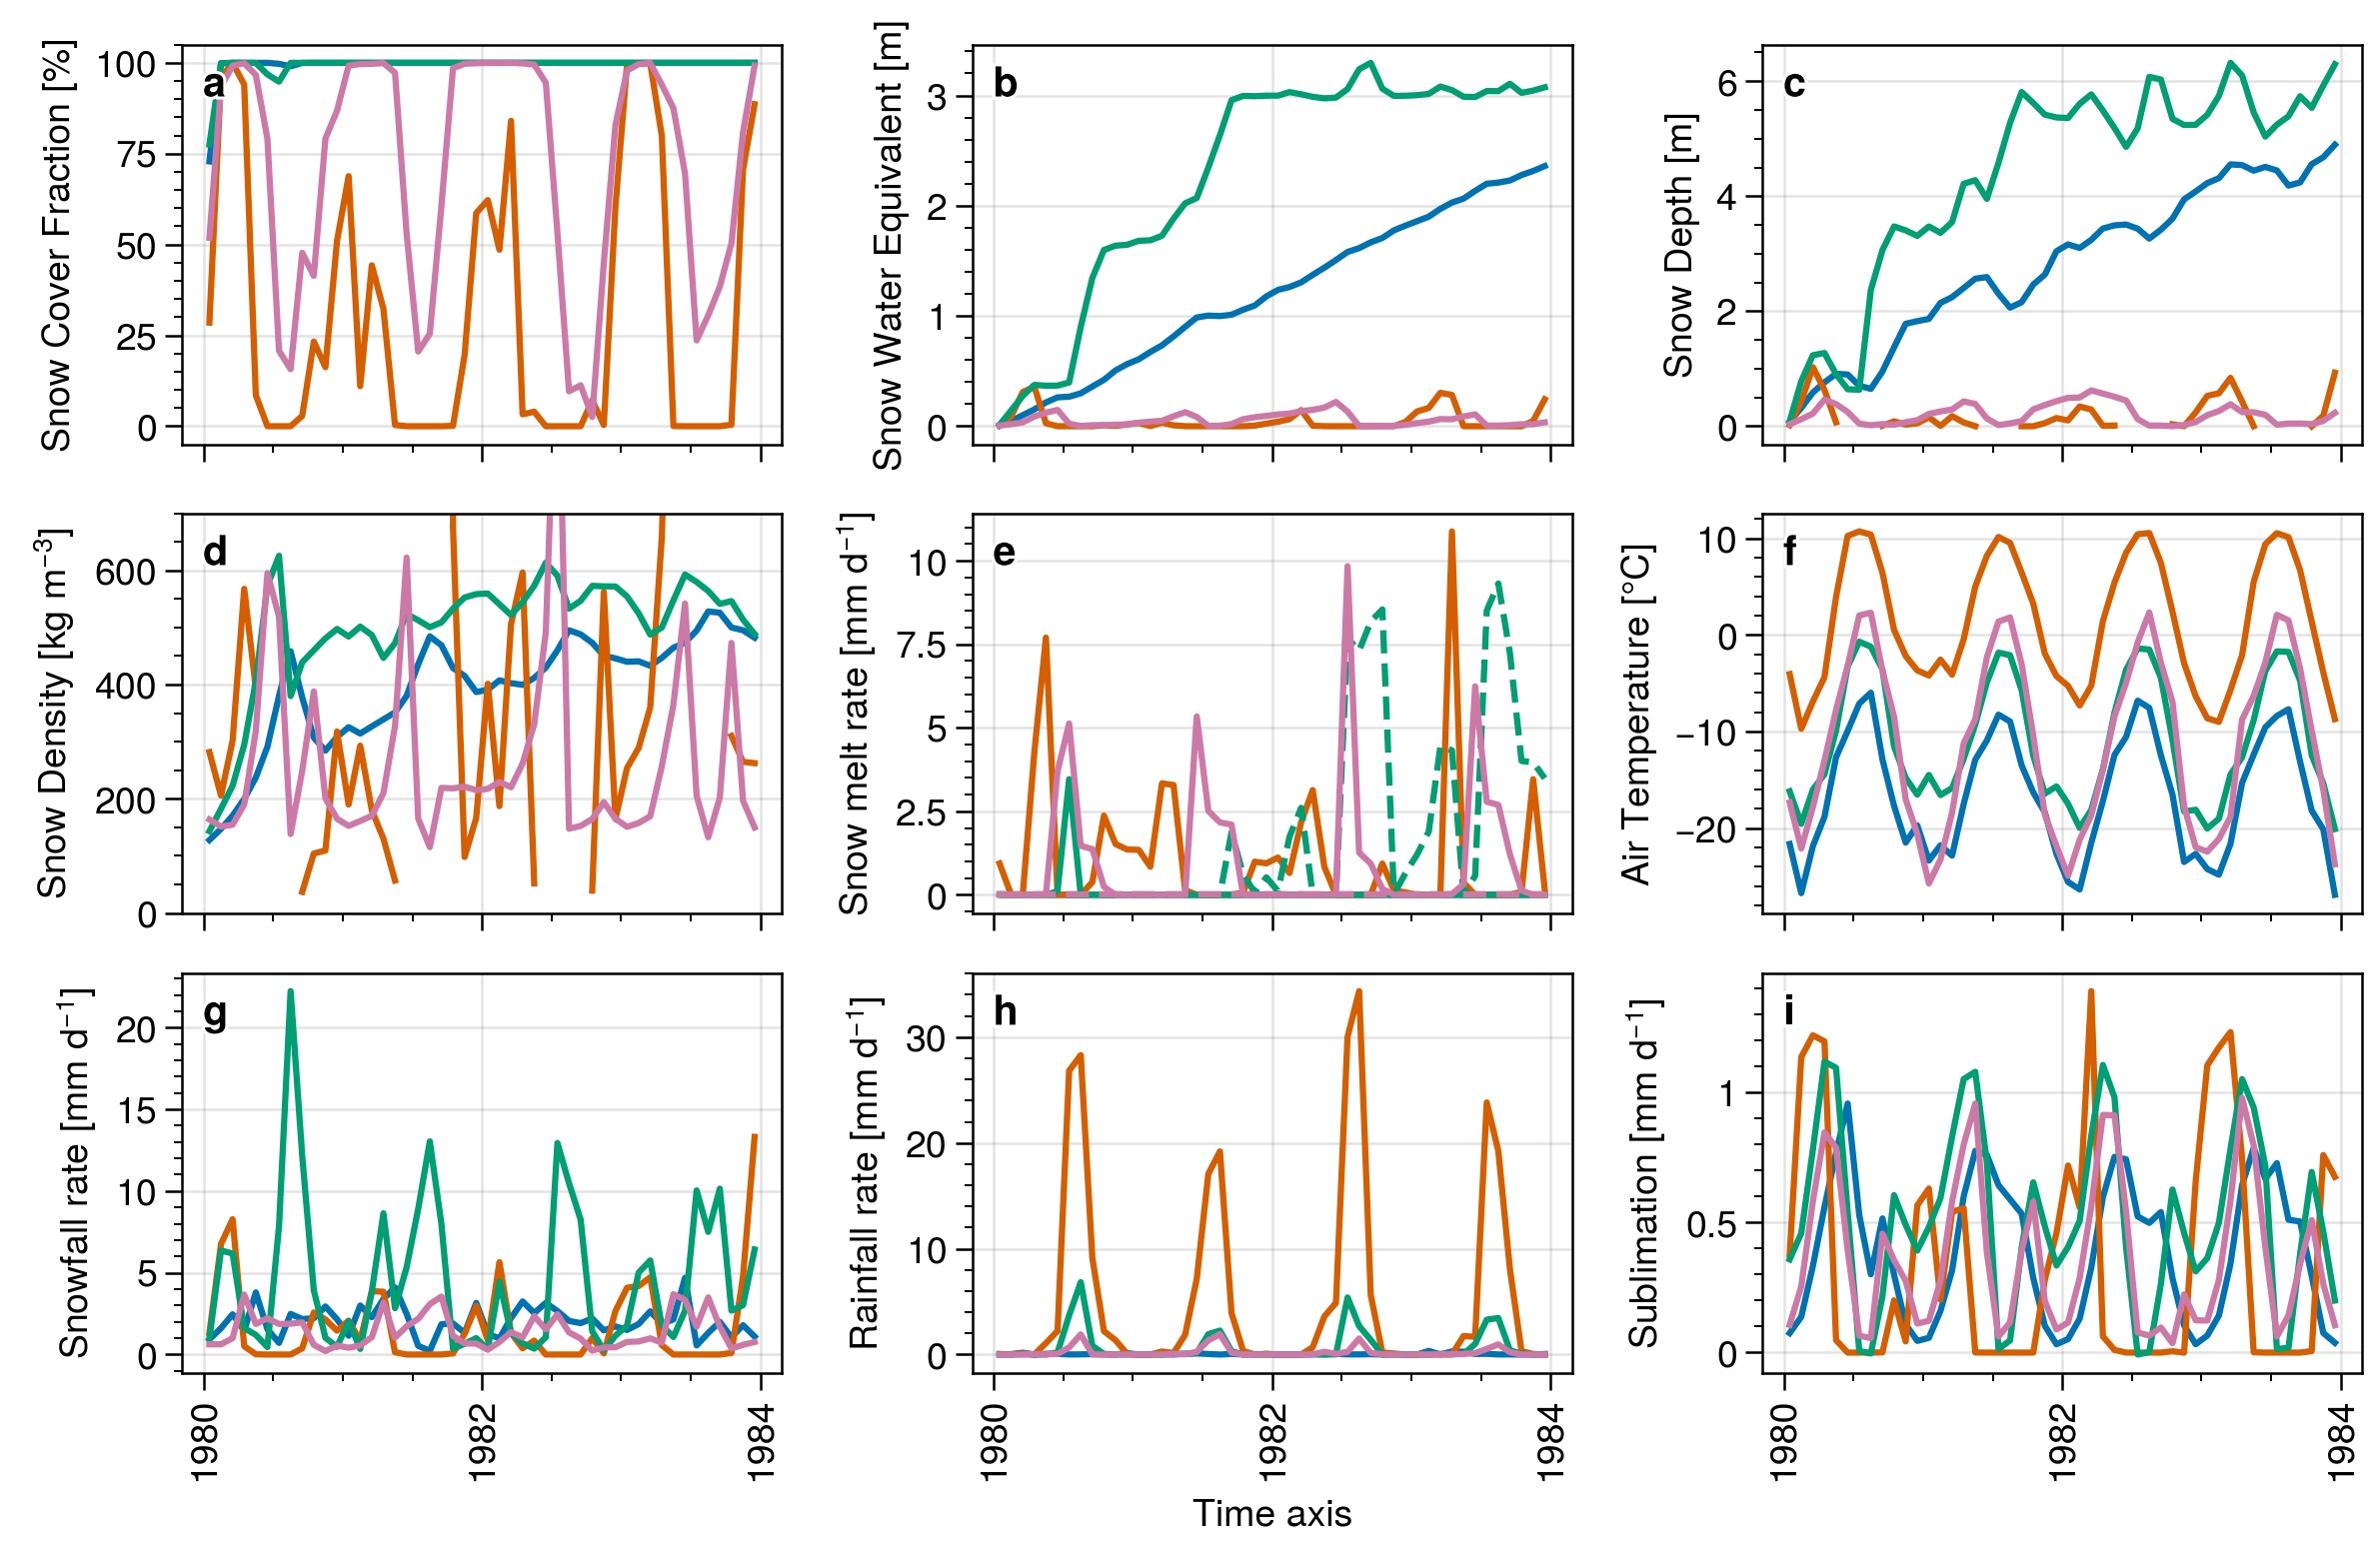 Snow Cover Fraction [%]
100
75
50
25
0
a
Snow Water Equivalent [m]
3
2
1
0
b
Snow Depth [m]
6
4
2
0
c
Snow Density [kg m⁻³]
600
400
200
0
d
Snow melt rate [mm d⁻¹]
10
7.5
5
2.5
0
e
Air Temperature [°C]
10
0
−10
−20
f
Snowfall rate [mm d⁻¹]
20
15
10
5
0
g
1980
1982
1984
Rainfall rate [mm d⁻¹]
30
20
10
0
h
1980
1982
1984
Sublimation [mm d⁻¹]
1
0.5
0
i
1980
1982
1984
Time axis